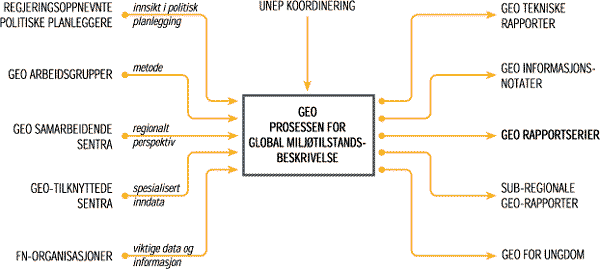 REGJERINGSOPPNEVNTE
POLITISKE PLANLEGGERE
innsikt i politisk
planlegging
GEO ARBEIDSGRUPPER
metode
GEO SAMARBEIDENDE
SENTRA
regionalt
perspektiv
GEO-TILKNYTTEDE
SENTRA
spesialisert
inndata
FN-ORGANISASJONER
viktige data og
informasjon
UNEP KOORDINERING
GEO
PROSESSEN FOR
GLOBAL MILJØTILSTANDS-
BESKRIVELSE
GEO TEKNISKE
RAPPORTER
GEO INFORMASJONS-
NOTATER
GEO RAPPORTSERIER
SUB-REGIONALE
GEO-RAPPORTER
GEO FOR UNGDOM